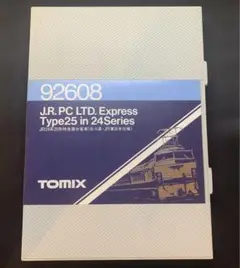 92608
J.R. PC LTD. Express
Type25 in 24Series
TOMIX